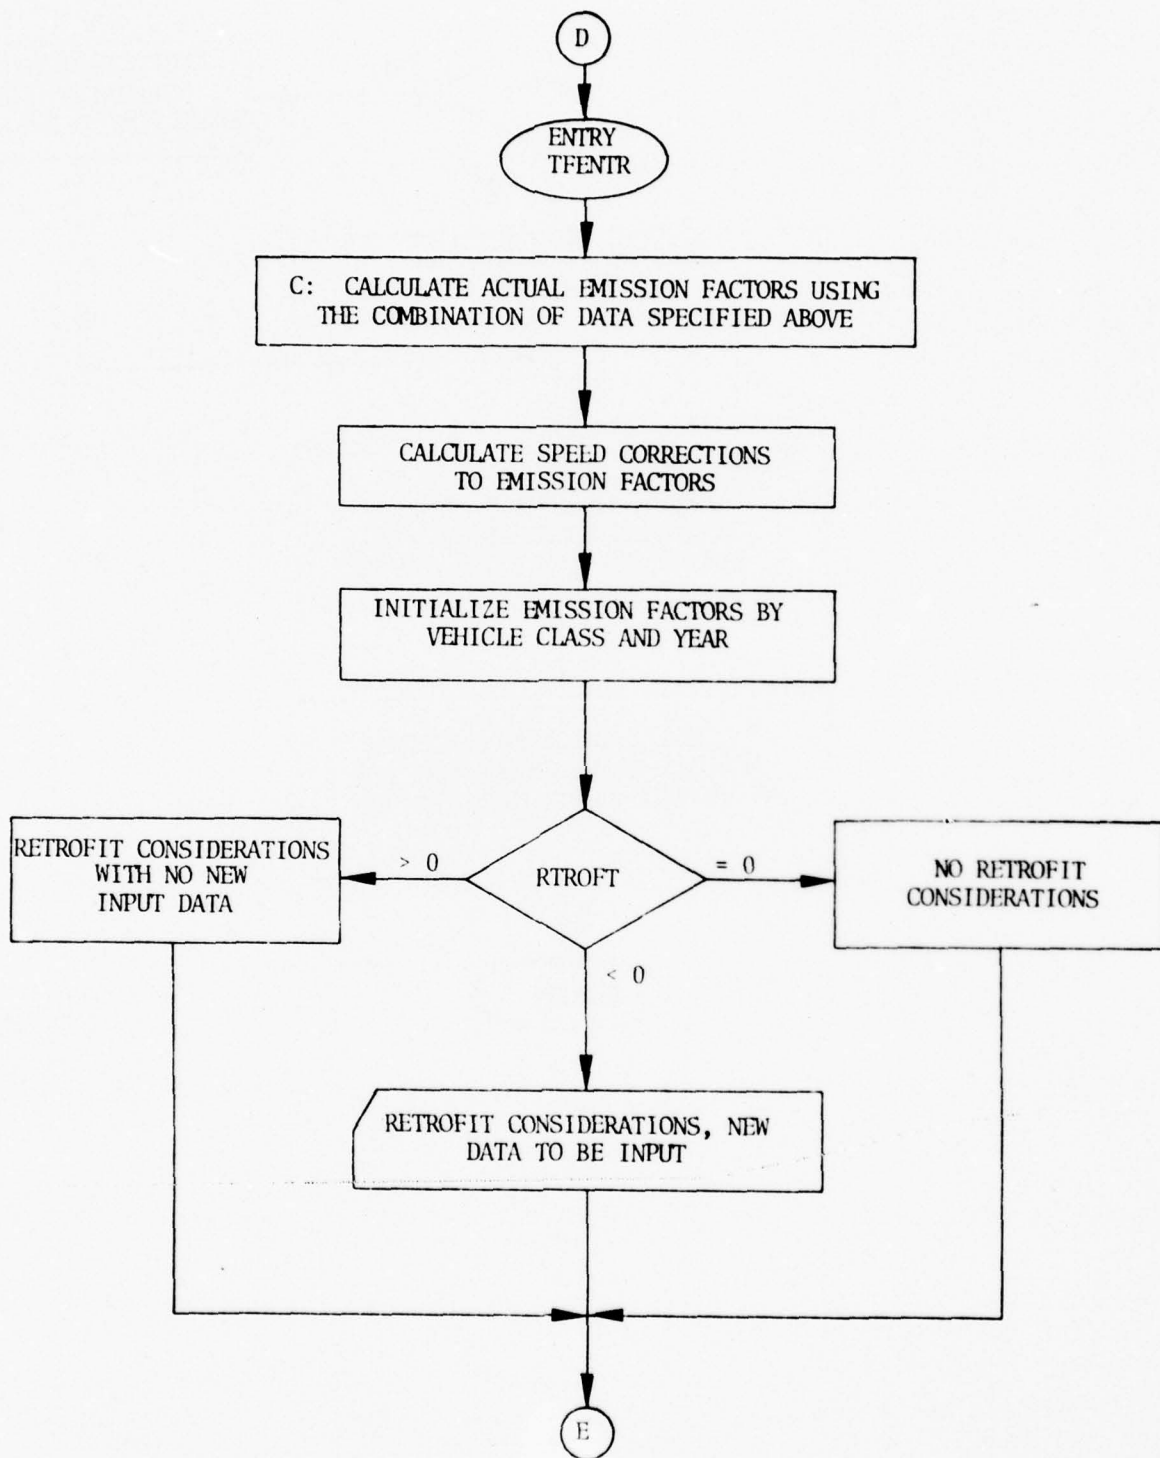 D
ENTRY
TFENTR
C: CALCULATE ACTUAL EMISSION FACTORS USING
THE COMBINATION OF DATA SPECIFIED ABOVE
CALCULATE SPEED CORRECTIONS
TO EMISSION FACTORS
INITIALIZE EMISSION FACTORS BY
VEHICLE CLASS AND YEAR
RETROFIT CONSIDERATIONS
WITH NO NEW
INPUT DATA
> 0
RTROFT
= 0
NO RETROFIT
CONSIDERATIONS
< 0
RETROFIT CONSIDERATIONS, NEW
DATA TO BE INPUT
E